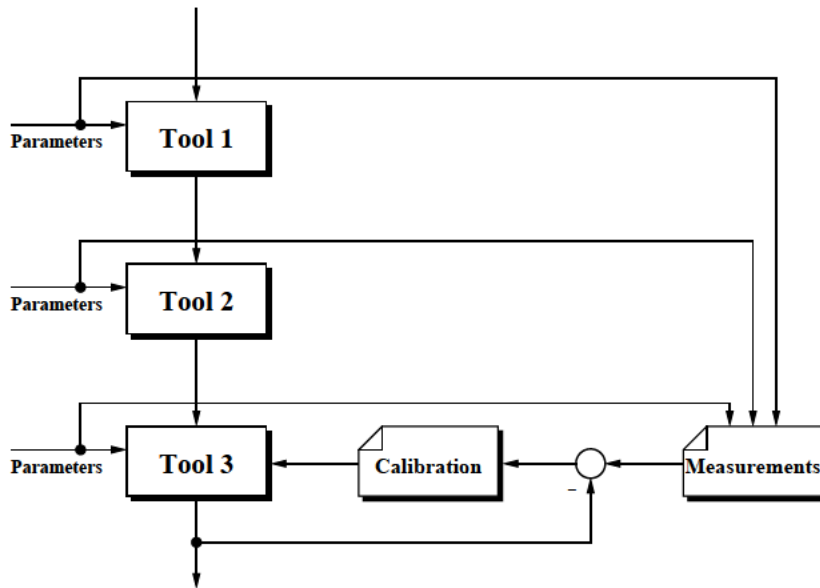 Tool 1
Parameters
Tool 2
Parameters
Tool 3
Calibration
Measurements
Parameters
–